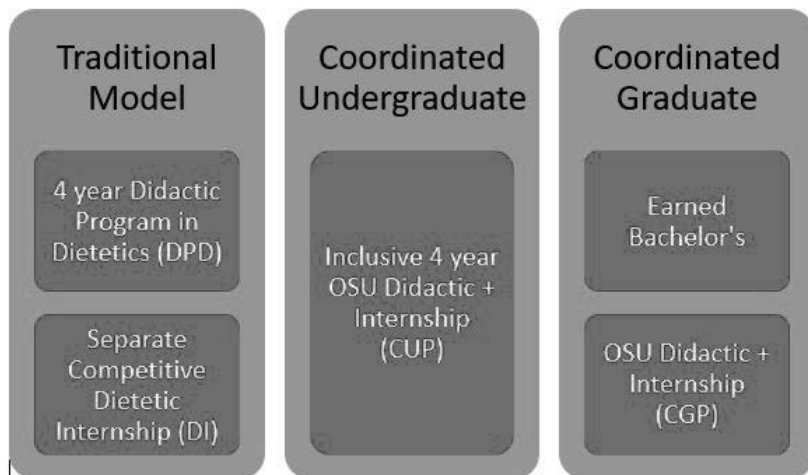 Traditional
Model
4 year Didactic
Program in
Dietetics (DPD)
Separate
Competitive
Dietetic
Internship (DI)
Coordinated
Undergraduate
Inclusive 4 year
OSU Didactic +
Internship
(CUP)
Coordinated
Graduate
Earned
Bachelor's
OSU Didactic +
Internship
(CGP)